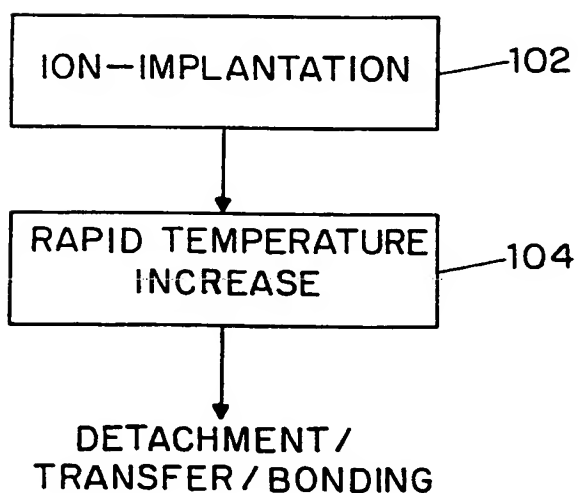 ION-IMPLANTATION
102
RAPID TEMPERATURE
INCREASE
104
DETACHMENT/
TRANSFER/BONDING